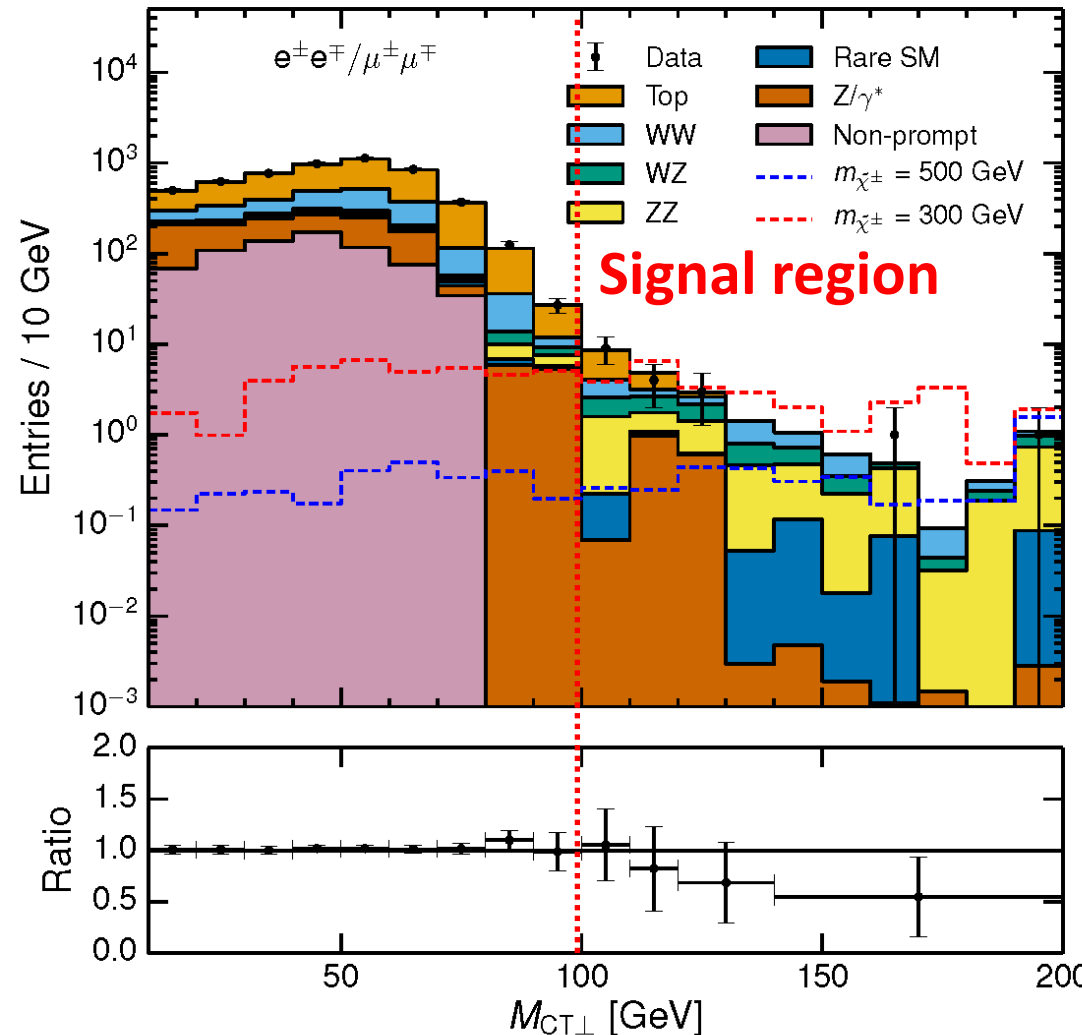 e±e∓/μ±μ∓
Data
Top
WW
WZ
ZZ
Rare SM
Z/γ*
Non-prompt
m_χ̃± = 500 GeV
m_χ̃± = 300 GeV
Signal region
Entries / 10 GeV
10⁴
10³
10²
10¹
10⁰
10⁻¹
10⁻²
10⁻³
Ratio
2.0
1.5
1.0
0.5
0.0
50
100
150
200
M_CT⊥ [GeV]